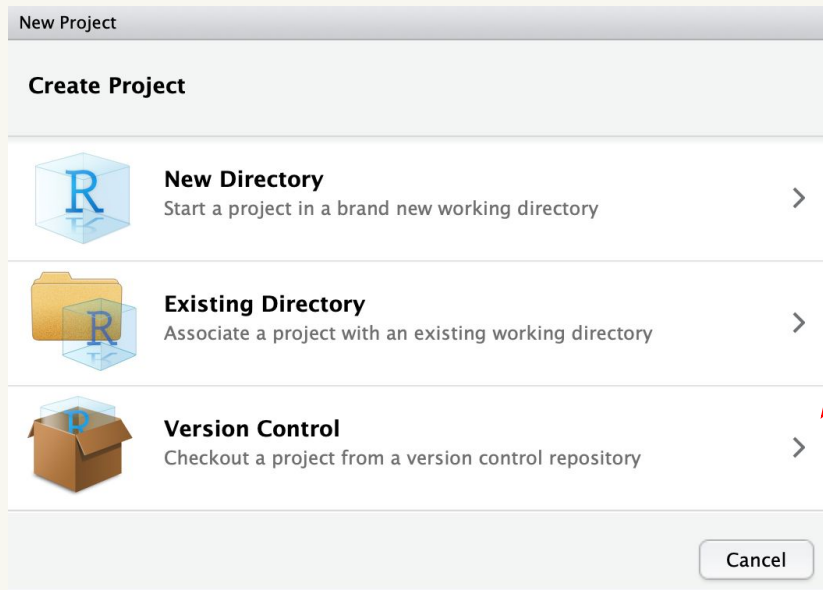 New Project
Create Project
R
New Directory
Start a project in a brand new working directory
R
Existing Directory
Associate a project with an existing working directory
R
Version Control
Checkout a project from a version control repository
Cancel